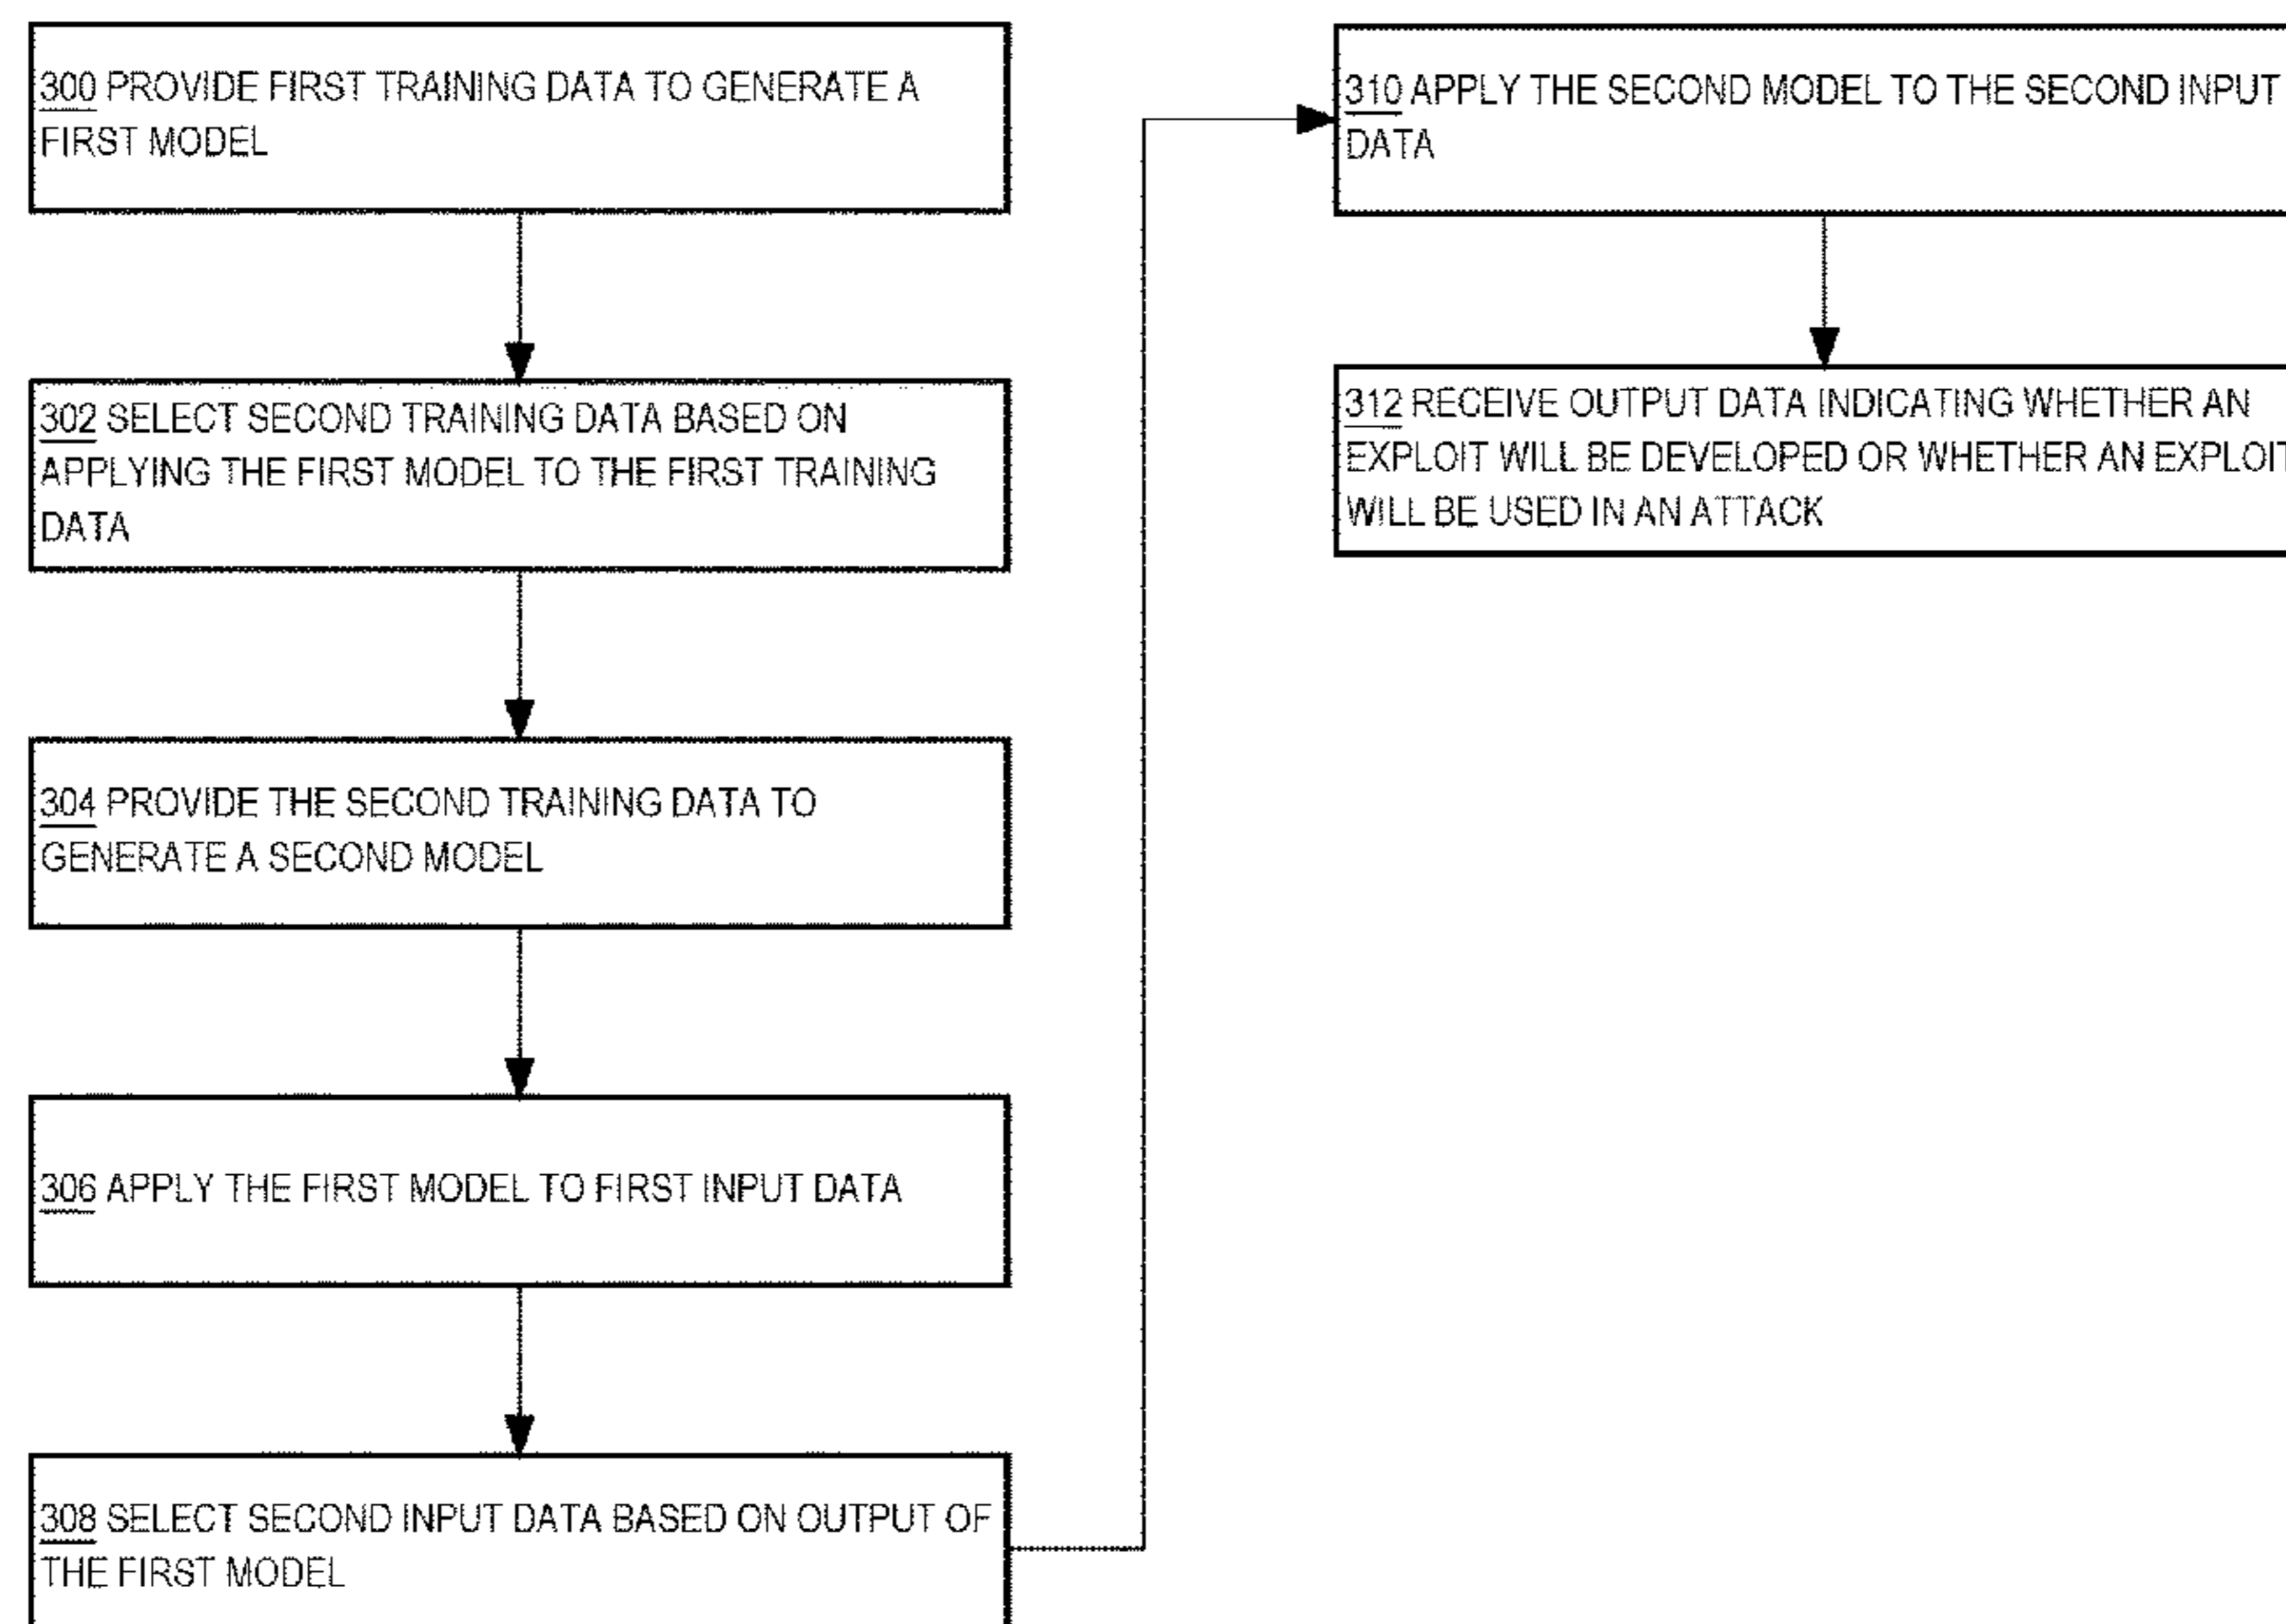 300 PROVIDE FIRST TRAINING DATA TO GENERATE A
FIRST MODEL
302 SELECT SECOND TRAINING DATA BASED ON
APPLYING THE FIRST MODEL TO THE FIRST TRAINING
DATA
304 PROVIDE THE SECOND TRAINING DATA TO
GENERATE A SECOND MODEL
306 APPLY THE FIRST MODEL TO FIRST INPUT DATA
308 SELECT SECOND INPUT DATA BASED ON OUTPUT OF
THE FIRST MODEL
310 APPLY THE SECOND MODEL TO THE SECOND INPUT
DATA
312 RECEIVE OUTPUT DATA INDICATING WHETHER AN
EXPLOIT WILL BE DEVELOPED OR WHETHER AN EXPLOIT
WILL BE USED IN AN ATTACK